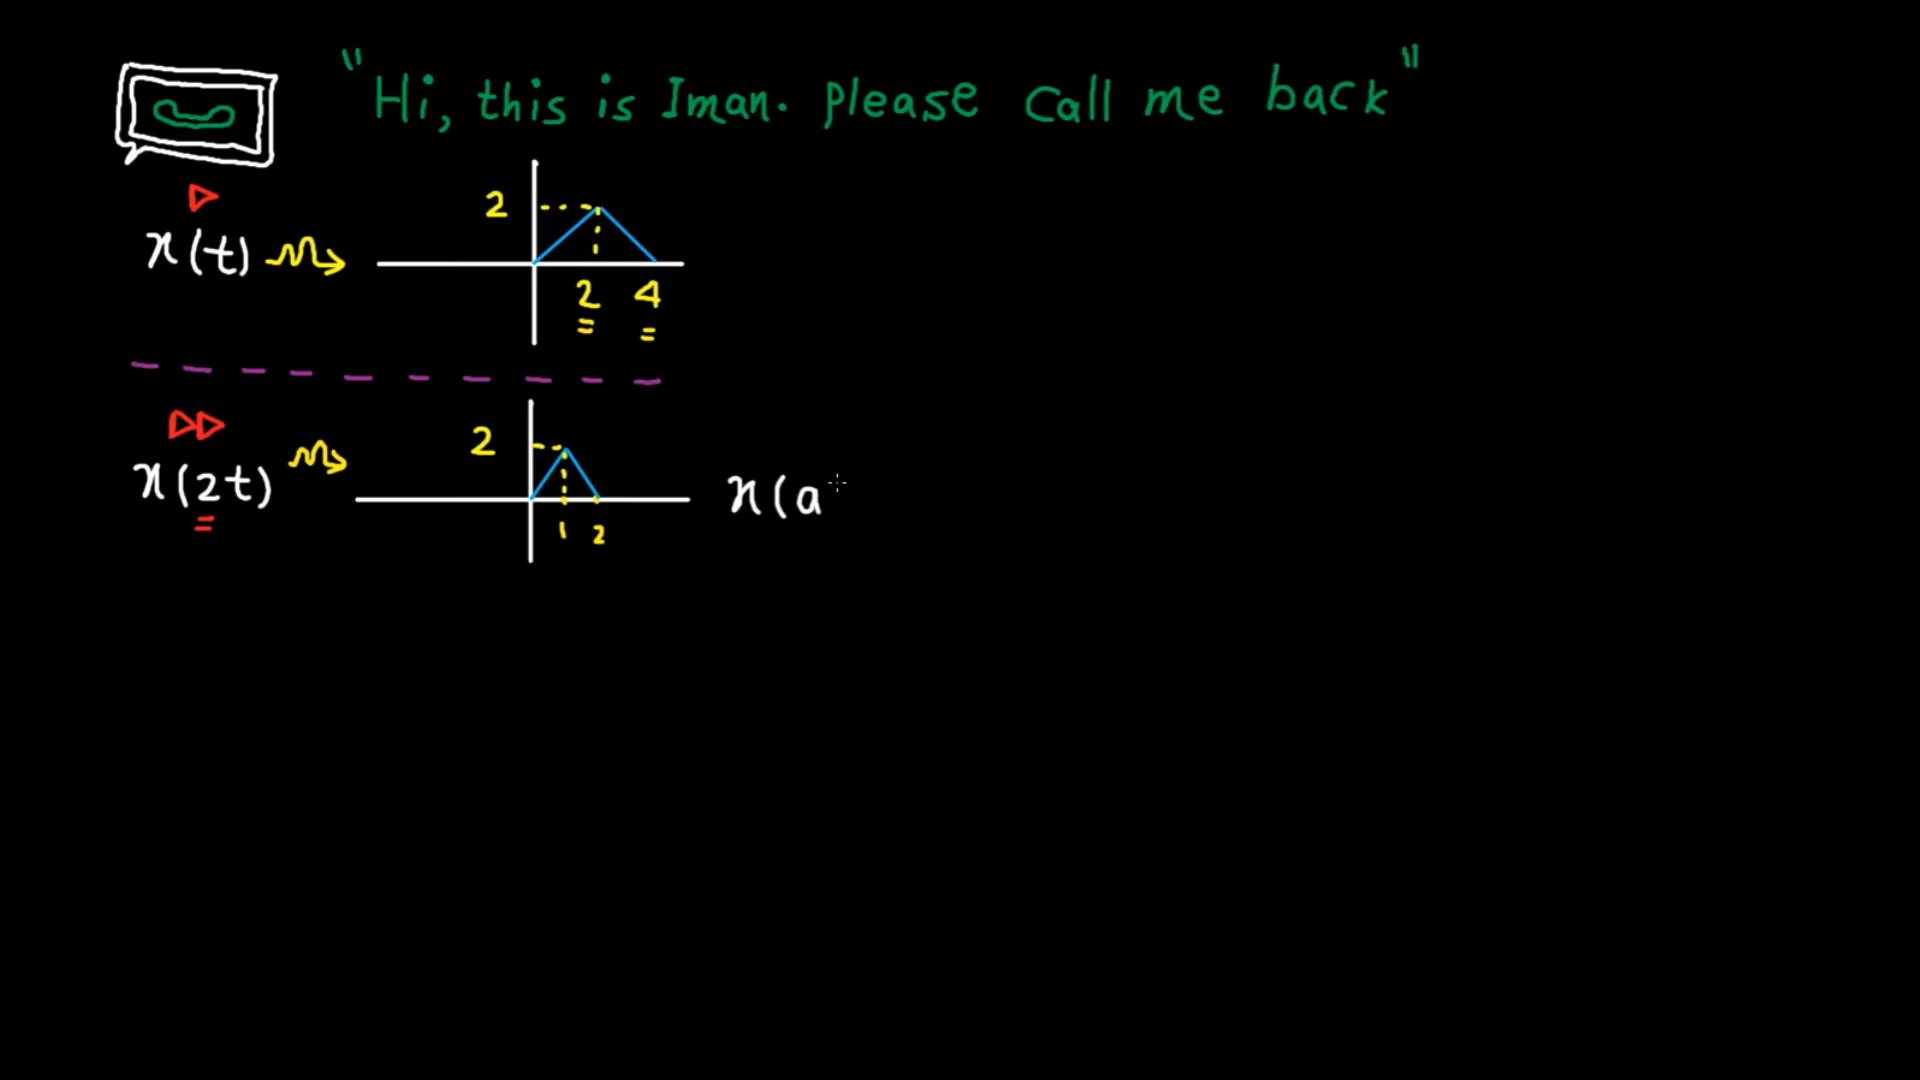 "Hi, this is Iman. Please call me back"
2
x(t)
2 4
= =
2
x(2t)
=
1 2
x(a